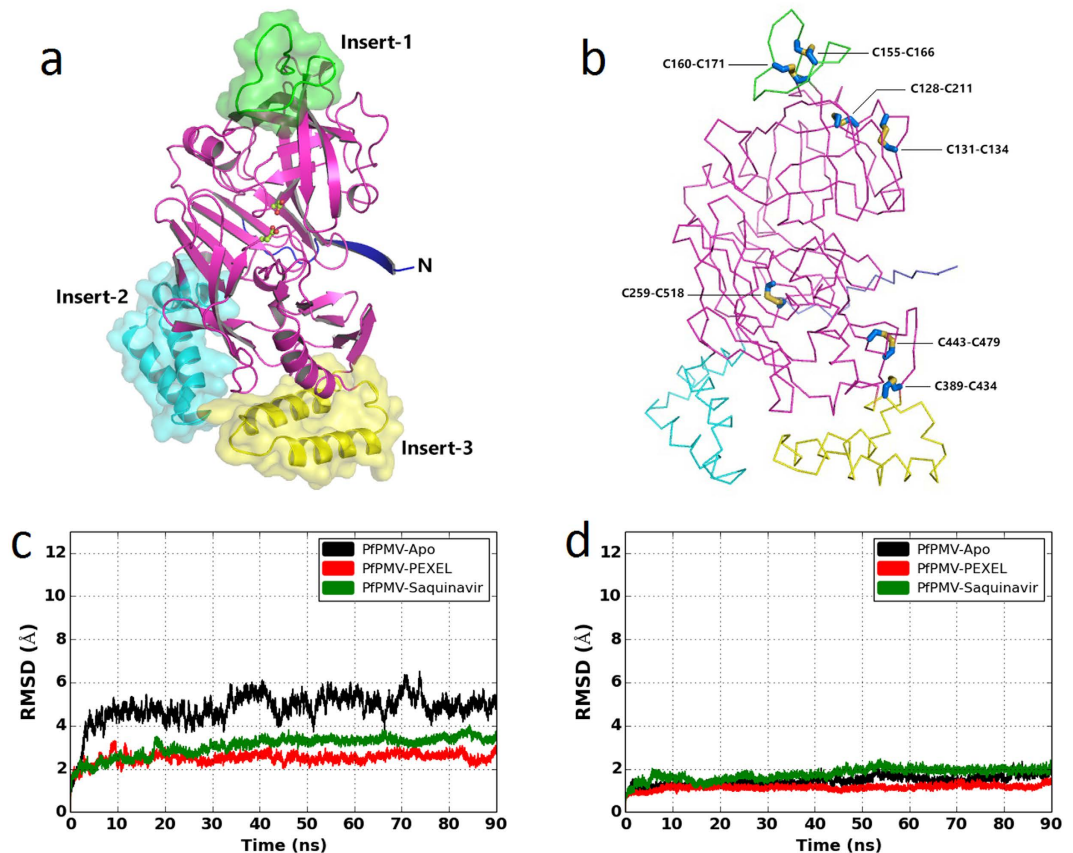 a
Insert-1
N
Insert-2
Insert-3
b
C155-C166
C160-C171
C128-C211
C131-C134
C259-C518
C443-C479
C389-C434
c
PfPMV-Apo
PfPMV-PEXEL
PfPMV-Saquinavir
RMSD (Å)
12
10
8
6
4
2
0
0 10 20 30 40 50 60 70 80 90
Time (ns)
d
PfPMV-Apo
PfPMV-PEXEL
PfPMV-Saquinavir
RMSD (Å)
12
10
8
6
4
2
0
0 10 20 30 40 50 60 70 80 90
Time (ns)